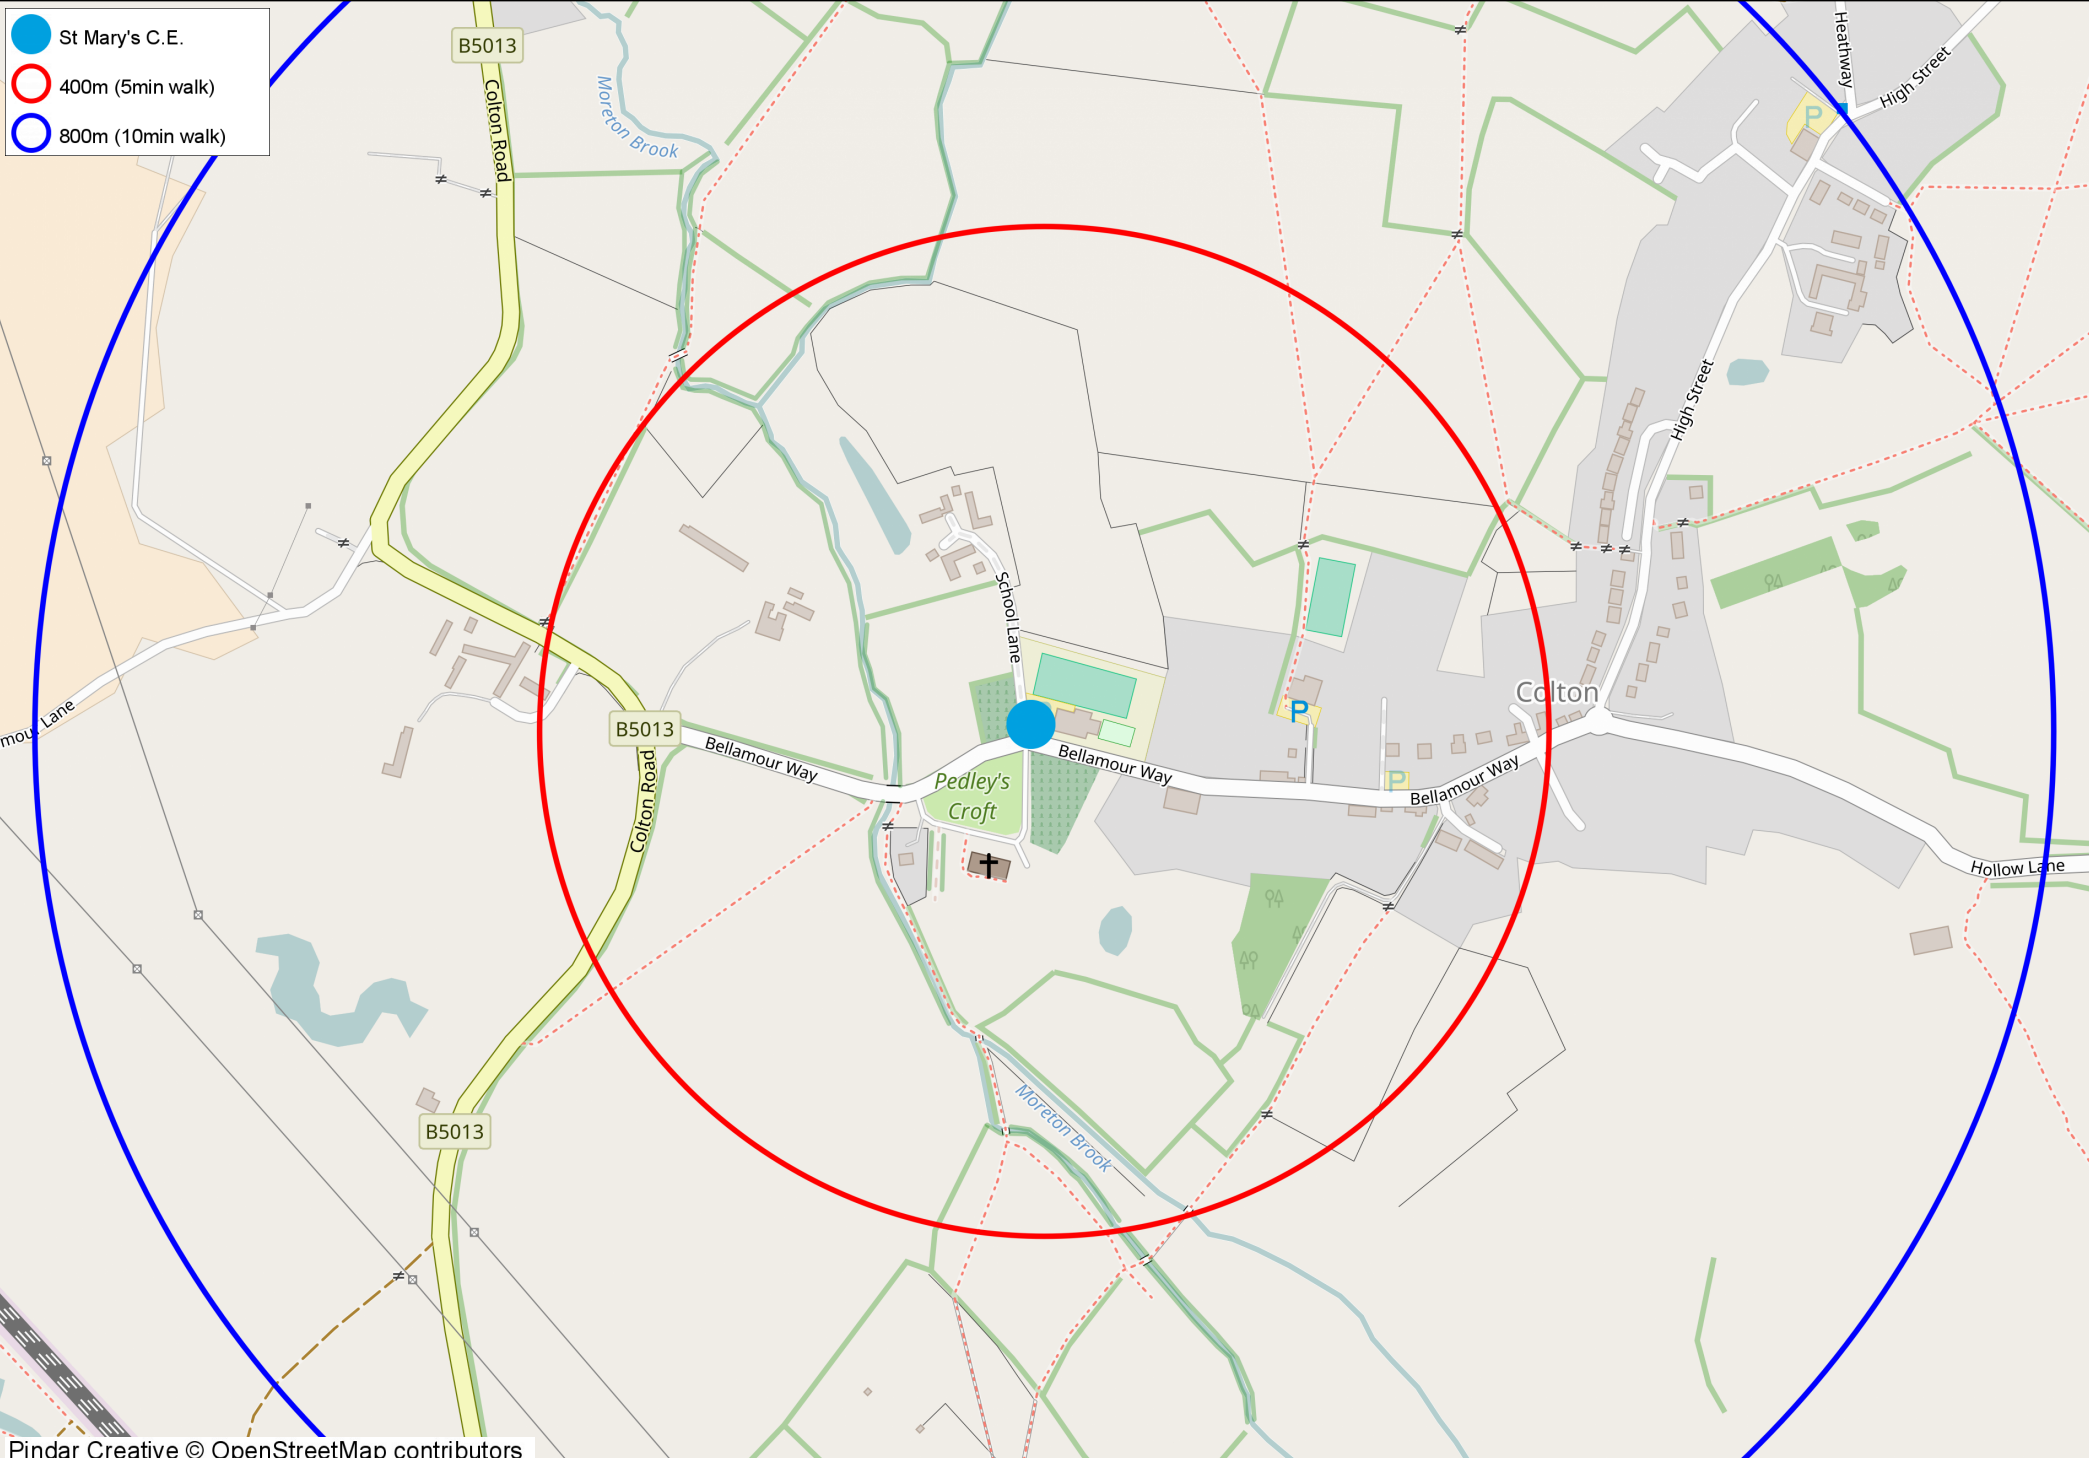 St Mary's C.E.
400m (5min walk)
800m (10min walk)
B5013
Colton Road
Moreton Brook
Heathway
High Street
P
High Street
School Lane
Colton
P
B5013
Bellamour Way
Bellamour Way
Pedley's
Croft
P
Bellamour Way
Colton Road
mour Lane
Hollow Lane
Moreton Brook
B5013
Pindar Creative © OpenStreetMap contributors